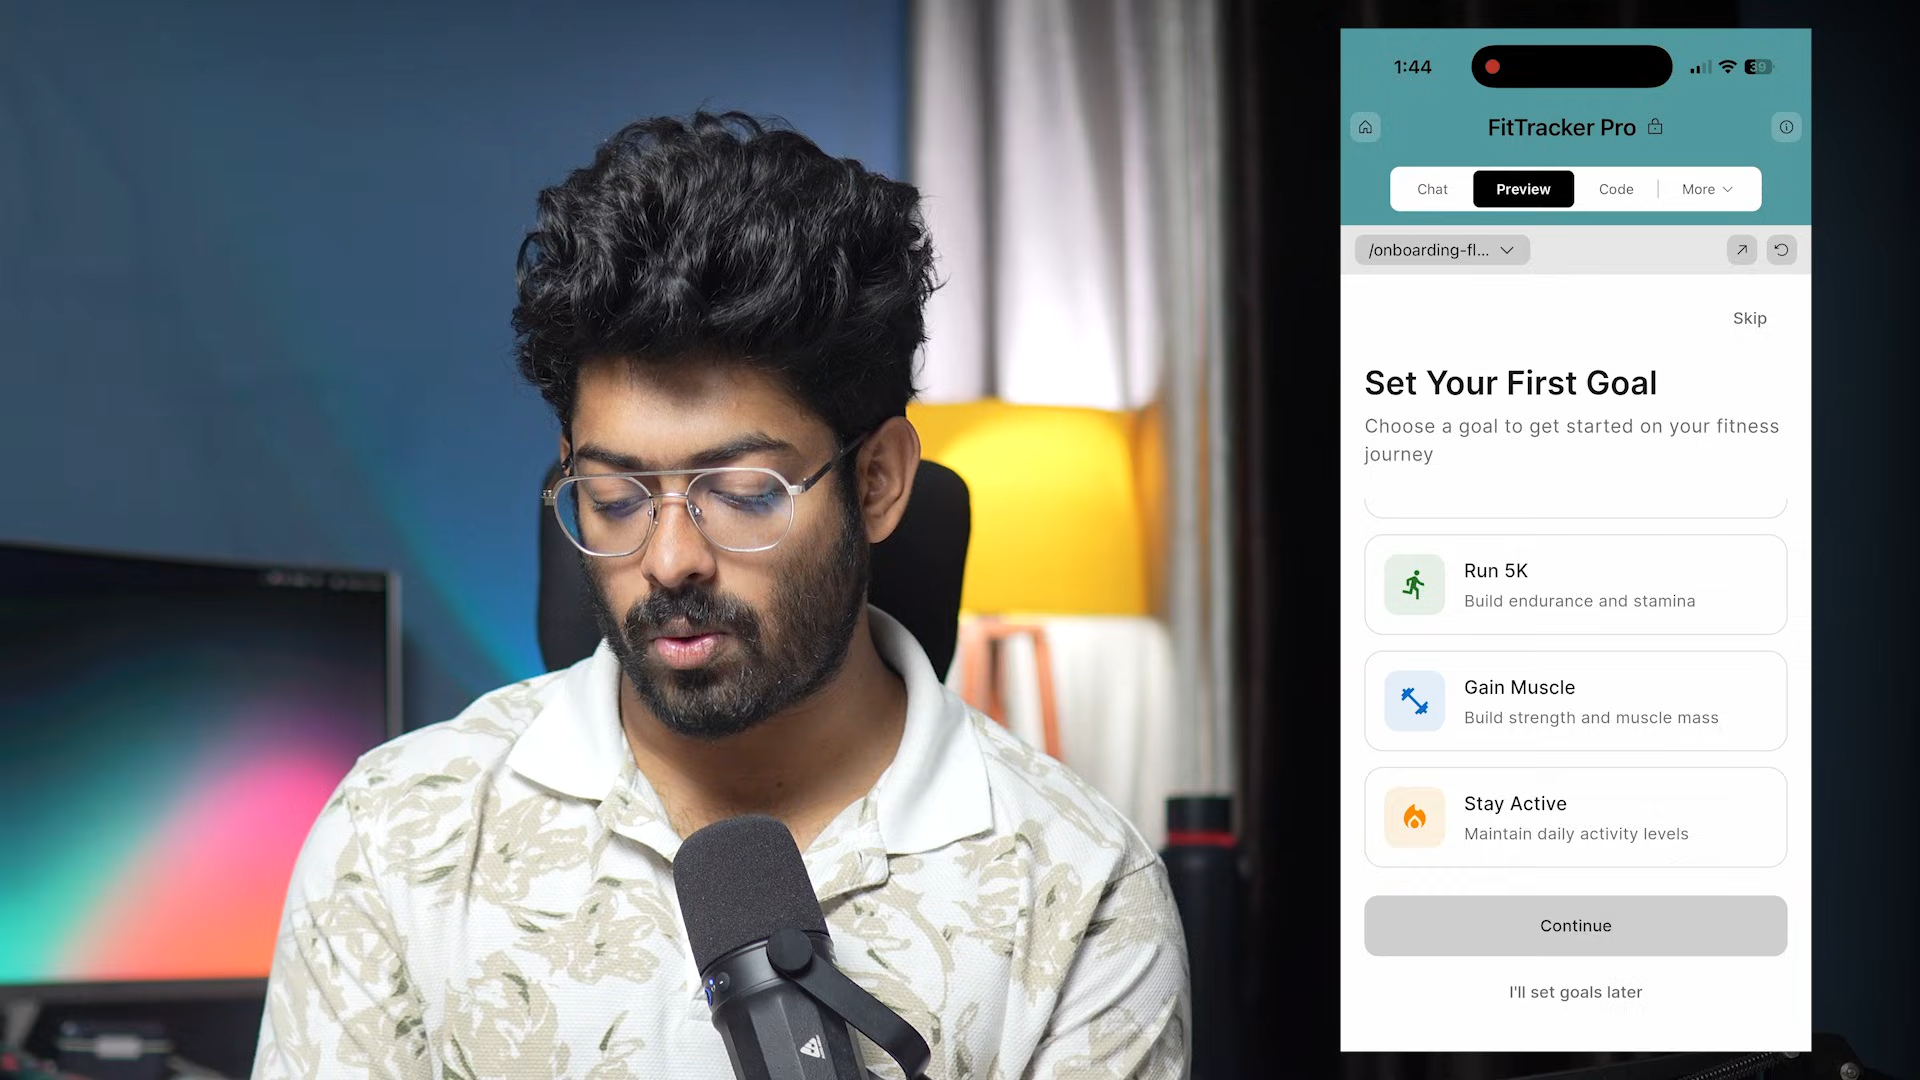 1:44
39
FitTracker Pro
Chat
Preview
Code
More
/onboarding-fl...
Skip
Set Your First Goal
Choose a goal to get started on your fitness
journey
Run 5K
Build endurance and stamina
Gain Muscle
Build strength and muscle mass
Stay Active
Maintain daily activity levels
Continue
I'll set goals later